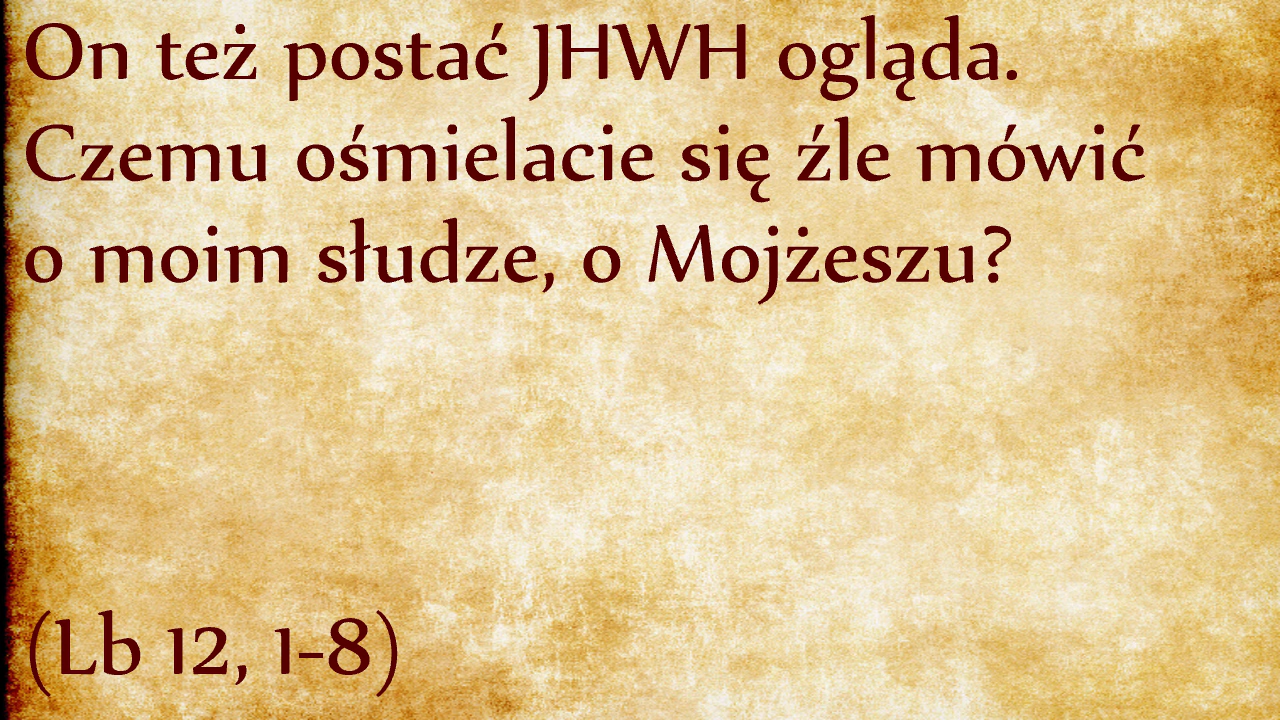 On też postać JHWH ogląda.
Czemu ośmielacie się źle mówić
o moim słudze, o Mojżeszu?
(Lb 12, 1-8)